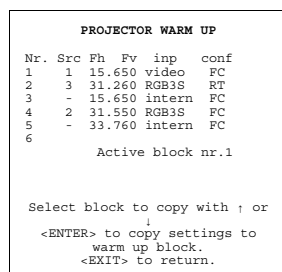 PROJECTOR WARM UP
Nr. Src Fh Fv inp conf
1 1 15.650 video FC
2 3 31.260 RGB3S RT
3 - 15.650 intern FC
4 2 31.550 RGB3S FC
5 - 33.760 intern FC
6
Active block nr.1
Select block to copy with ↑ or
↓
<ENTER> to copy settings to
warm up block.
<EXIT> to return.